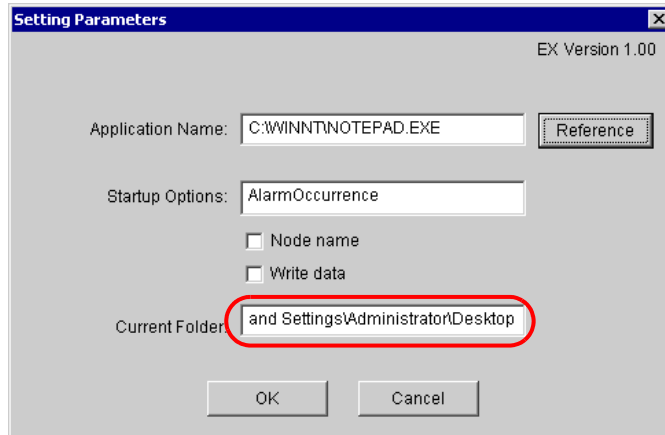 Setting Parameters
EX Version 1.00
Application Name: C:\WINNT\NOTEPAD.EXE Reference
Startup Options: AlarmOccurrence
Node name
Write data
Current Folder: and Settings\Administrator\Desktop
OK Cancel